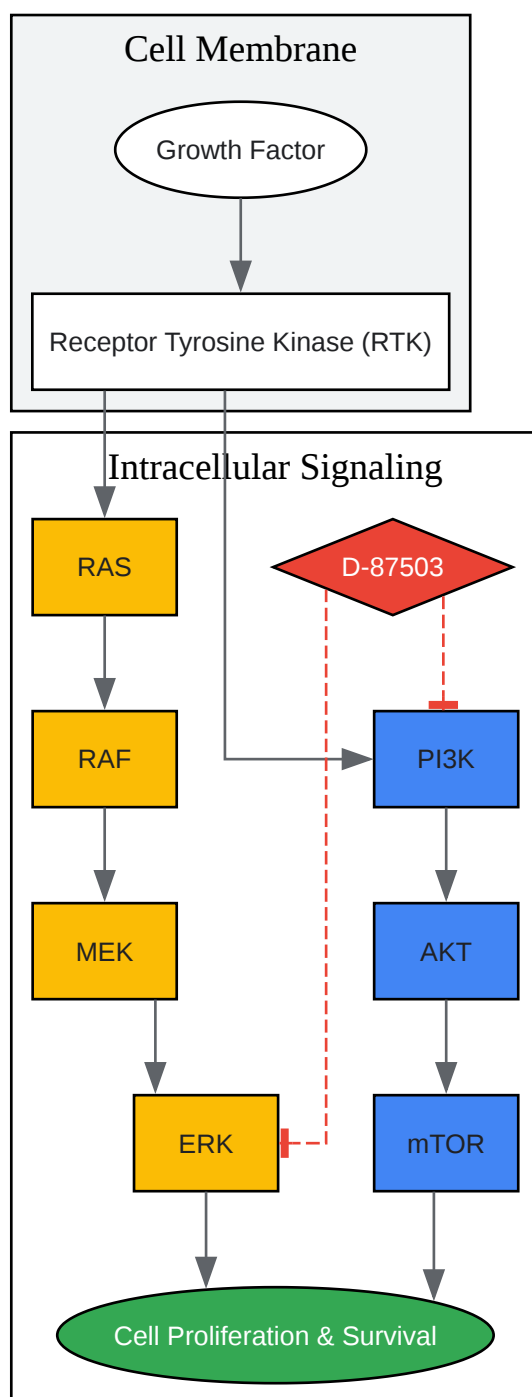 Cell Membrane
Growth Factor
Receptor Tyrosine Kinase (RTK)
Intracellular Signaling
RAS
D-87503
RAF
PI3K
MEK
AKT
ERK
mTOR
Cell Proliferation & Survival